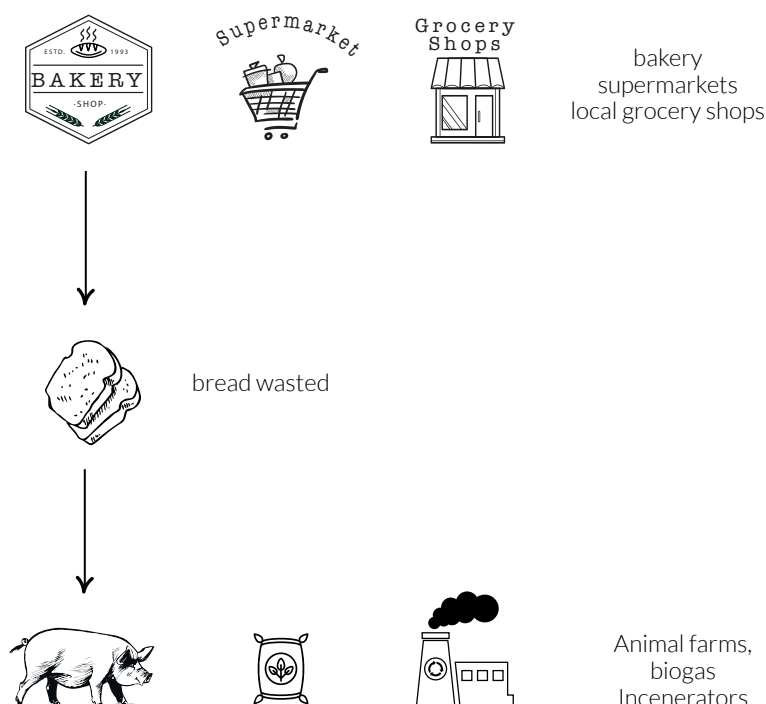 ESTD. 1993
BAKERY
·SHOP·
Supermarket
Grocery
Shops
bakery
supermarkets
local grocery shops
bread wasted
Animal farms,
biogas
Incenerators